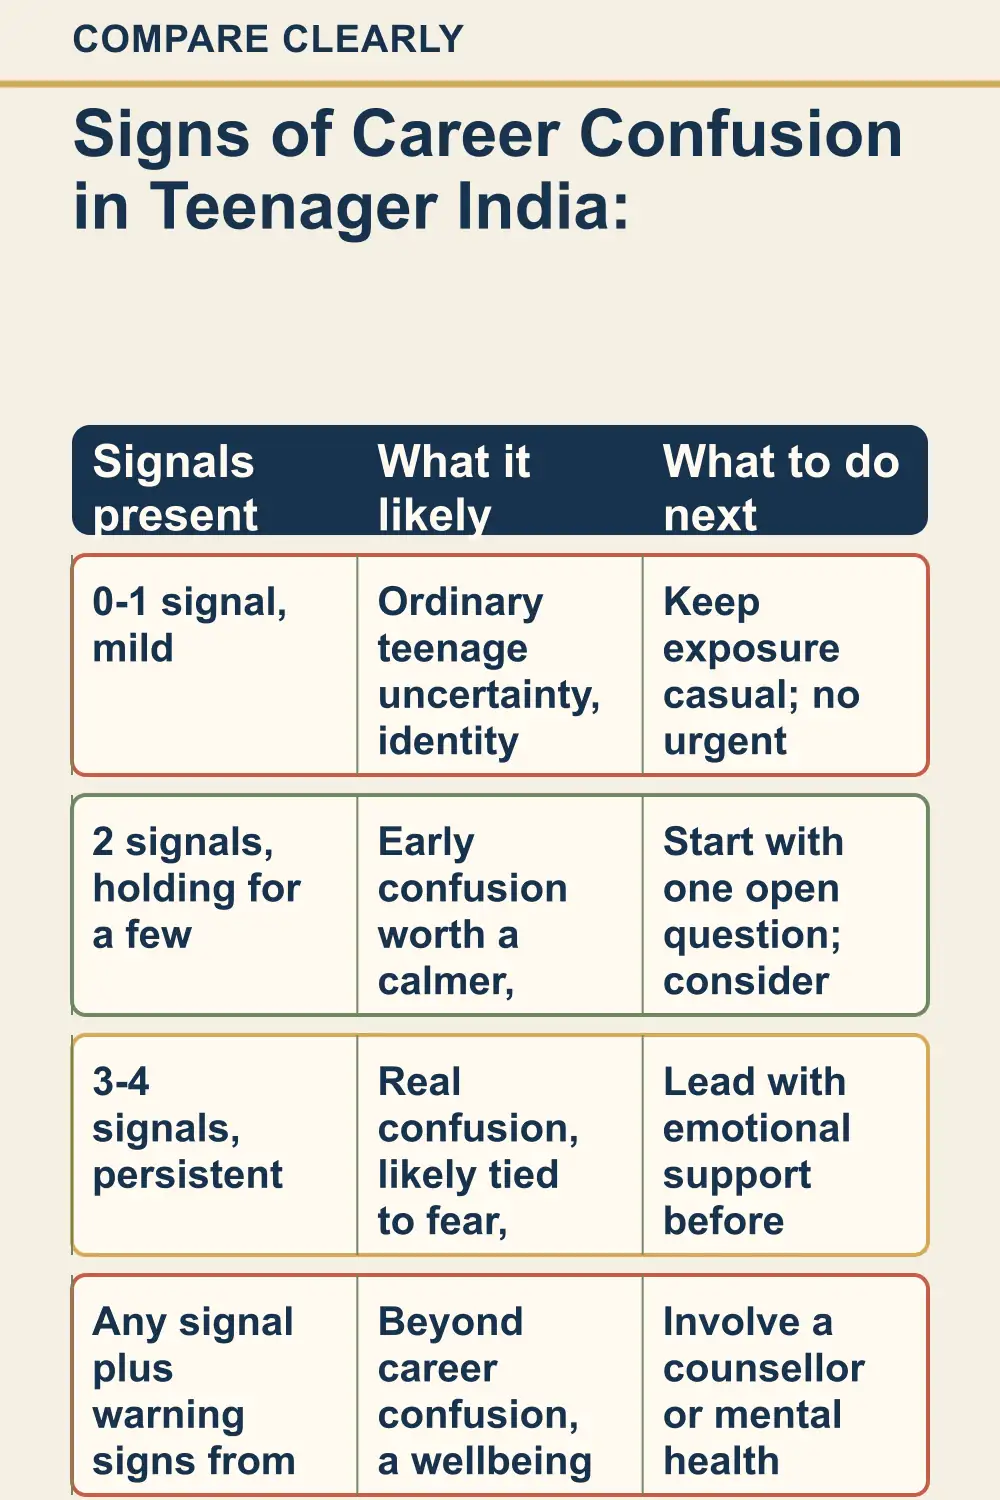 COMPARE CLEARLY
Signs of Career Confusion
in Teenager India:
Signals
present
What it
likely
What to do
next
0-1 signal,
mild
Ordinary
teenage
uncertainty,
identity
Keep
exposure
casual; no
urgent
2 signals,
holding for
a few
Early
confusion
worth a
calmer,
Start with
one open
question;
consider
3-4
signals,
persistent
Real
confusion,
likely tied
to fear,
Lead with
emotional
support
before
Any signal
plus
warning
signs from
Beyond
career
confusion,
a wellbeing
Involve a
counsellor
or mental
health